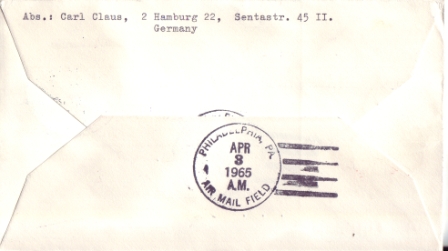 Abs.: Carl Claus, 2 Hamburg 22, Sentastr. 45 II.
Germany
PHILADELPHIA, PA.
APR
8
1965
A.M.
AIR MAIL FIELD